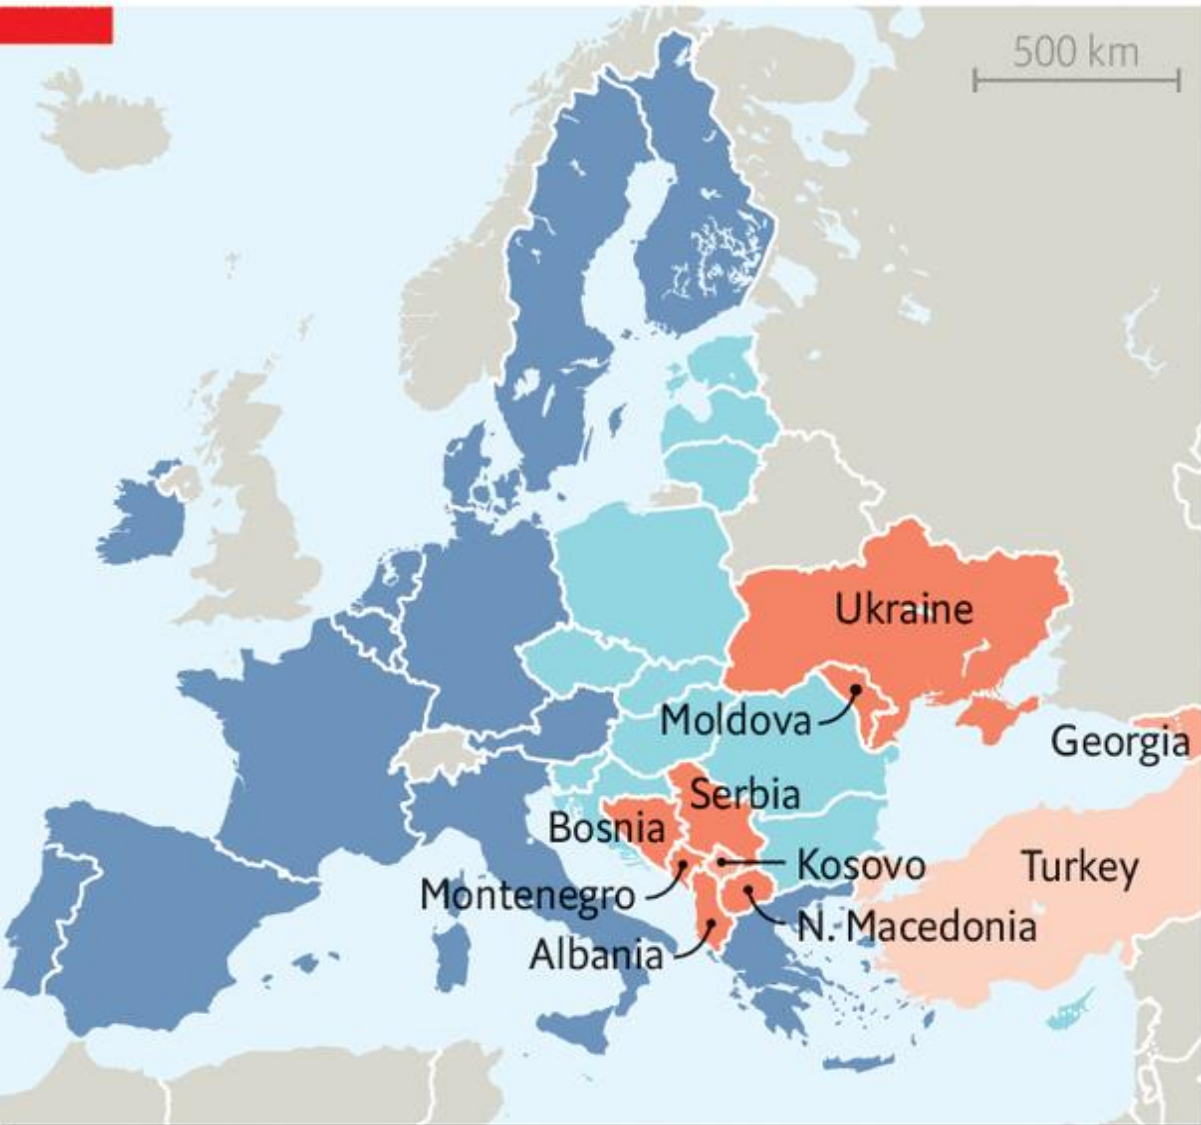 500 km
Ukraine
Moldova
Georgia
Serbia
Bosnia
Kosovo
Turkey
Montenegro
N. Macedonia
Albania